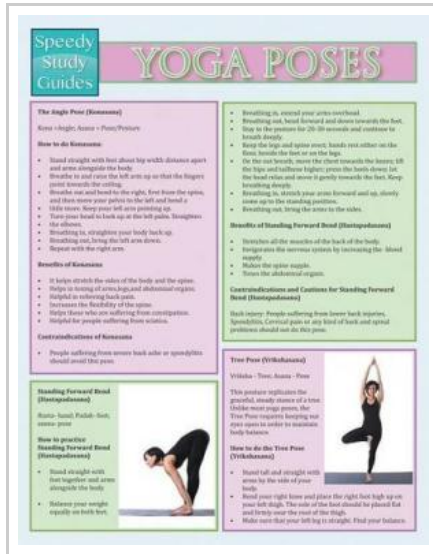 Speedy
Study
Guides
YOGA POSES
The Angle Pose (Konasana)
Kona =Angle; Asana = Pose/Posture
How to do Konasana:
• Stand straight with feet about hip width distance apart
and arms alongside the body.
• Breathe in and raise the left arm up so that the fingers
point towards the ceiling.
• Breathe out and bend to the right, first from the spine,
and then move your pelvis to the left and bend a
• little more. Keep your left arm pointing up.
• Turn your head to look up at the left palm. Straighten
• the elbows.
• Breathing in, straighten your body back up.
• Breathing out, bring the left arm down.
• Repeat with the right arm.
Benefits of Konasana
• It helps stretch the sides of the body and the spine.
• Helps in toning of arms,legs,and abdominal organs.
• Helpful in relieving back pain.
• Increases the flexibility of the spine.
• Helps those who are suffering from constipation.
• Helpful for people suffering from sciatica.
Contraindications of Konasana
• People suffering from severe back ache or spondylitis
should avoid this pose.
Standing Forward Bend
(Hastapadasana)
Hasta- hand; Padah- feet;
asana- pose
How to practice
Standing Forward Bend
(Hastapadasana)
• Stand straight with
feet together and arms
alongside the body.
• Balance your weight
equally on both feet.
• Breathing in, extend your arms overhead.
• Breathing out, bend forward and down towards the feet.
• Stay in the posture for 20-30 seconds and continue to
breath deeply.
• Keep the legs and spine erect; hands rest either on the
floor, beside the feet or on the legs.
• On the out breath, move the chest towards the knees; lift
the hips and tailbone higher; press the heels down; let
the head relax and move it gently towards the feet. Keep
breathing deeply.
• Breathing in, stretch your arms forward and up, slowly
come up to the standing position.
• Breathing out, bring the arms to the sides.
Benefits of Standing Forward Bend (Hastapadasana)
• Stretches all the muscles of the back of the body.
• Invigorates the nervous system by increasing the blood
supply.
• Makes the spine supple.
• Tones the abdominal organs.
Contraindications and Cautions for Standing Forward
Bend (Hastapadasana)
Back injury: People suffering from lower back injuries,
Spondylitis, Cervical pain or any kind of back and spinal
problems should not do this pose.
Tree Pose (Vrikshasana)
Vriksha - Tree; Asana - Pose
This posture replicates the
graceful, steady stance of a tree.
Unlike most yoga poses, the
Tree Pose requires keeping our
eyes open in order to maintain
body balance.
How to do the Tree Pose
(Vrikshasana)
• Stand tall and straight with
arms by the side of your
body.
• Bend your right knee and place the right foot high up on
your left thigh. The sole of the foot should be placed flat
and firmly near the root of the thigh.
• Make sure that your left leg is straight. Find your balance.